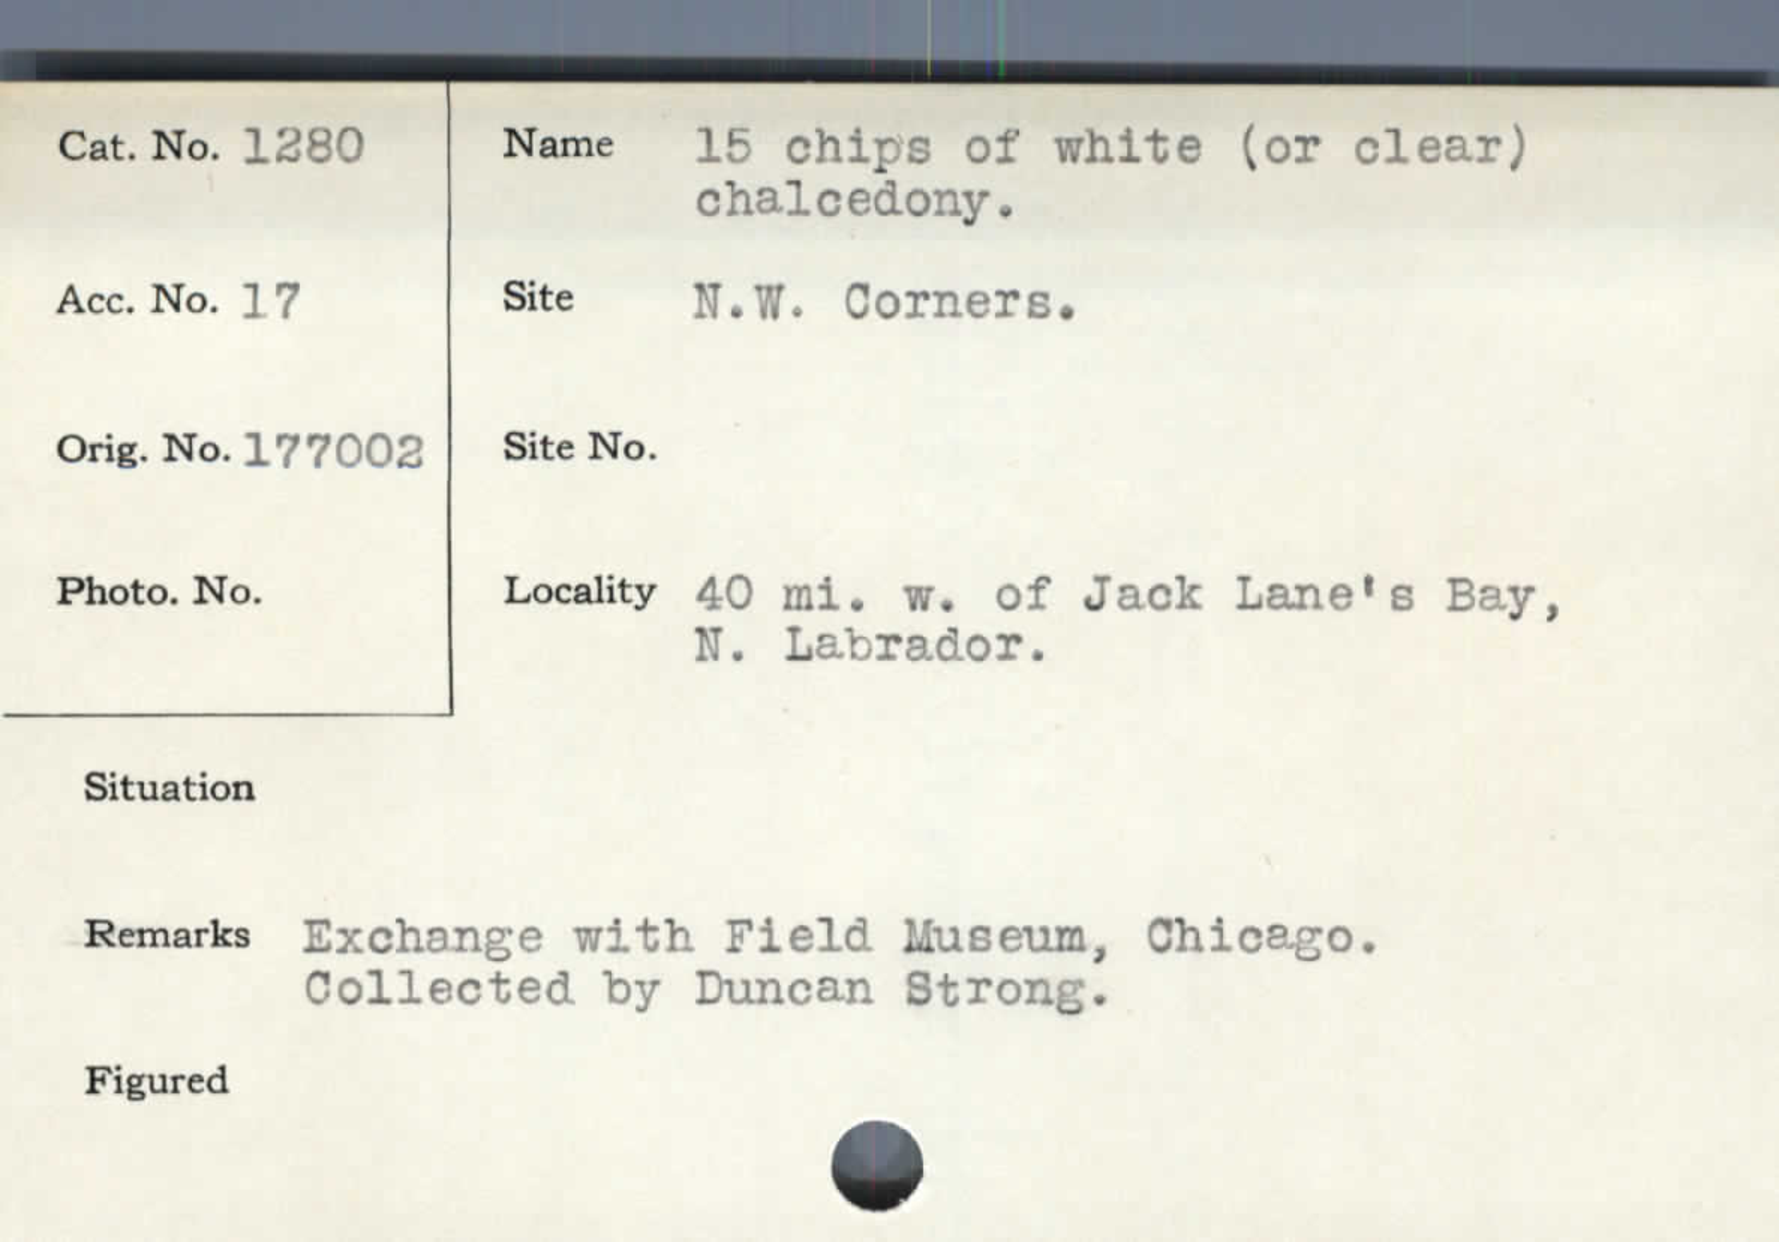 Cat. No. 1280
Name 15 chips of white (or clear)
chalcedony.
Acc. No. 17
Site N.W. Corners.
Orig. No. 177002
Site No.
Photo. No.
Locality 40 mi. w. of Jack Lane's Bay,
N. Labrador.
Situation
Remarks Exchange with Field Museum, Chicago.
Collected by Duncan Strong.
Figured